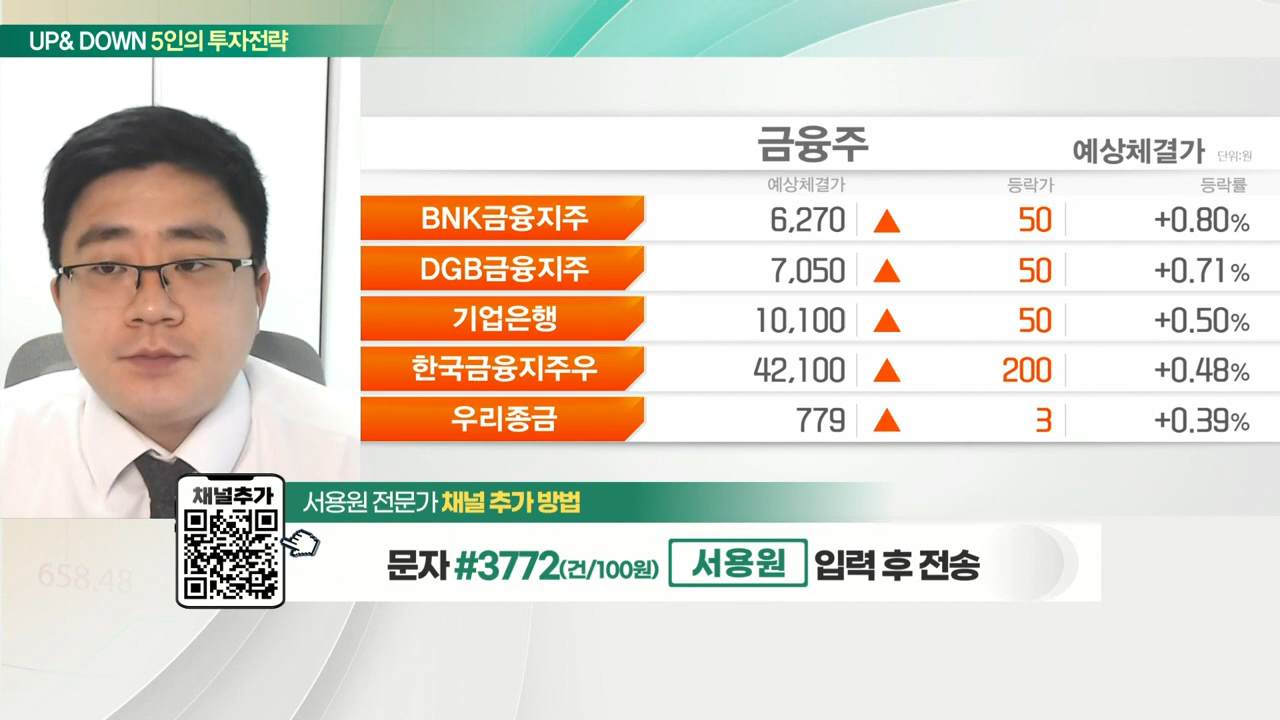 UP& DOWN 5인의 투자전략
금융주 예상체결가 단위:원
예상체결가 등락가 등락률
BNK금융지주 6,270 ▲ 50 +0.80%
DGB금융지주 7,050 ▲ 50 +0.71%
기업은행 10,100 ▲ 50 +0.50%
한국금융지주우 42,100 ▲ 200 +0.48%
우리종금 779 ▲ 3 +0.39%
채널추가
서용원 전문가 채널 추가 방법
문자 #3772(건/100원) 서용원 입력 후 전송
658.48